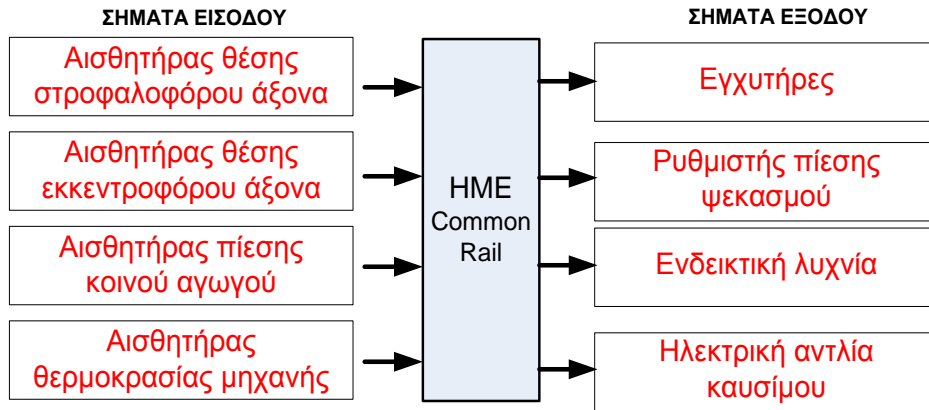 ΣΗΜΑΤΑ ΕΙΣΟΔΟΥ
Αισθητήρας θέσης
στροφαλοφόρου άξονα
Αισθητήρας θέσης
εκκεντροφόρου άξονα
Αισθητήρας πίεσης
κοινού αγωγού
Αισθητήρας
θερμοκρασίας μηχανής
ΗΜΕ
Common
Rail
ΣΗΜΑΤΑ ΕΞΟΔΟΥ
Εγχυτήρες
Ρυθμιστής πίεσης
ψεκασμού
Ενδεικτική λυχνία
Ηλεκτρική αντλία
καυσίμου